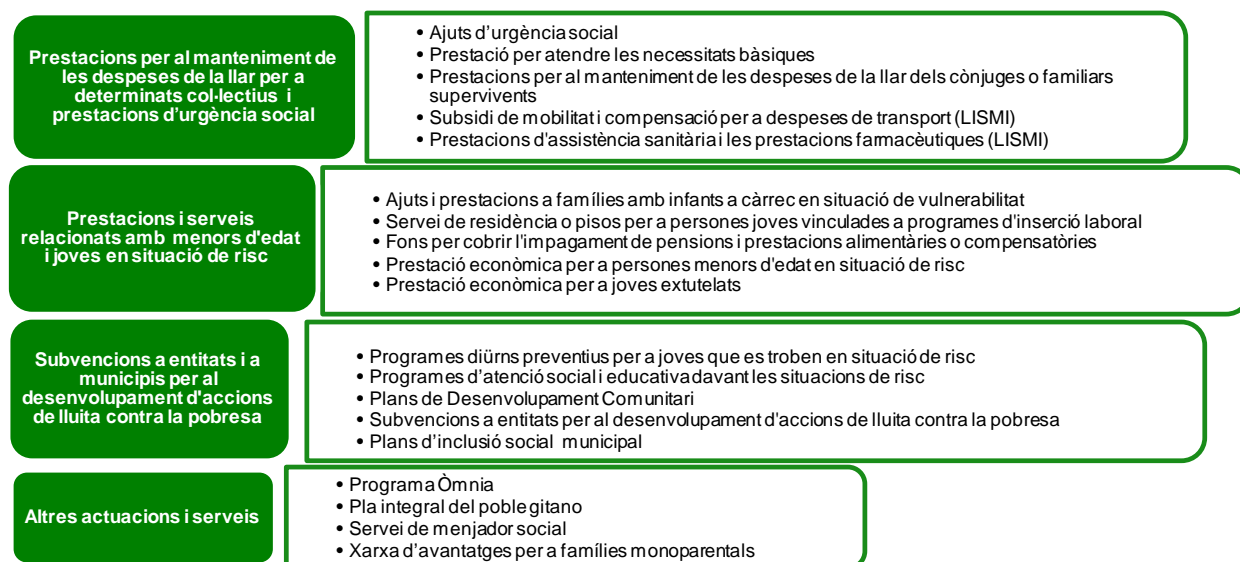 Prestacions per al manteniment de
les despeses de la llar per a
determinats col·lectius i
prestacions d'urgència social
• Ajuts d'urgència social
• Prestació per atendre les necessitats bàsiques
• Prestacions per al manteniment de les despeses de la llar dels cònjuges o familiars
supervivents
• Subsidi de mobilitat i compensació per a despeses de transport (LISMI)
• Prestacions d'assistència sanitària i les prestacions farmacèutiques (LISMI)
Prestacions i serveis
relacionats amb menors d'edat
i joves en situació de risc
• Ajuts i prestacions a famílies amb infants a càrrec en situació de vulnerabilitat
• Servei de residència o pisos per a persones joves vinculades a programes d'inserció laboral
• Fons per cobrir l'impagament de pensions i prestacions alimentàries o compensatòries
• Prestació econòmica per a persones menors d'edat en situació de risc
• Prestació econòmica per a joves extutelats
Subvencions a entitats i a
municipis per al
desenvolupament d'accions
de lluita contra la pobresa
• Programes diürns preventius per a joves que es troben en situació de risc
• Programes d'atenció social i educativa davant les situacions de risc
• Plans de Desenvolupament Comunitari
• Subvencions a entitats per al desenvolupament d'accions de lluita contra la pobresa
• Plans d'inclusió social municipal
Altres actuacions i serveis
• Programa Òmnia
• Pla integral del poble gitano
• Servei de menjador social
• Xarxa d'avantatges per a famílies monoparentals